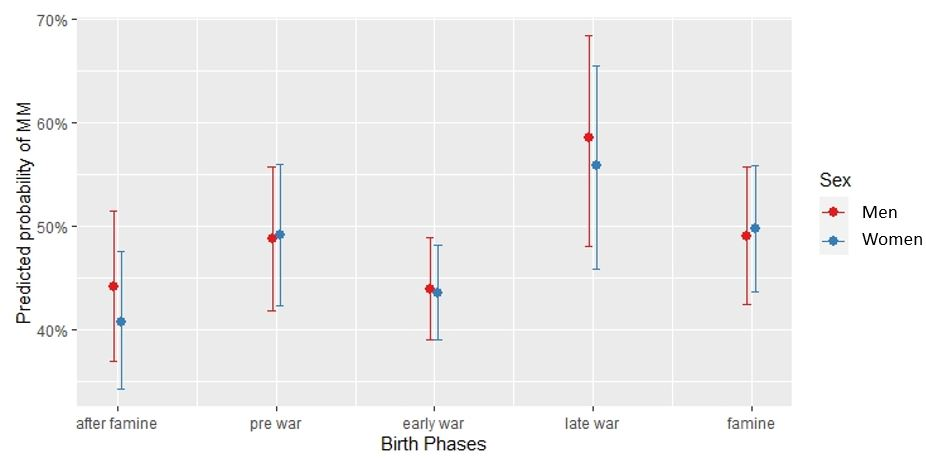 70%
60%
50%
40%
Predicted probability of MM
after famine
pre war
early war
late war
famine
Birth Phases
Sex
Men
Women